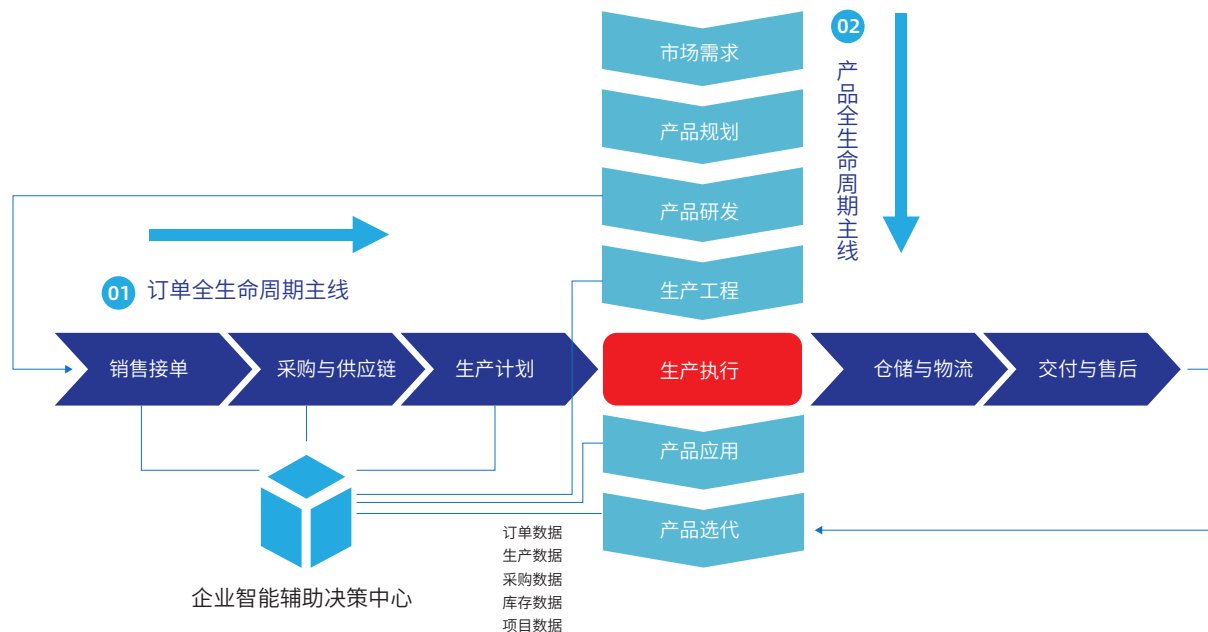 市场需求
02
产品全生命周期主线
产品规划
产品研发
01 订单全生命周期主线
生产工程
销售接单
采购与供应链
生产计划
生产执行
仓储与物流
交付与售后
产品应用
产品选代
订单数据
生产数据
采购数据
库存数据
项目数据
企业智能辅助决策中心